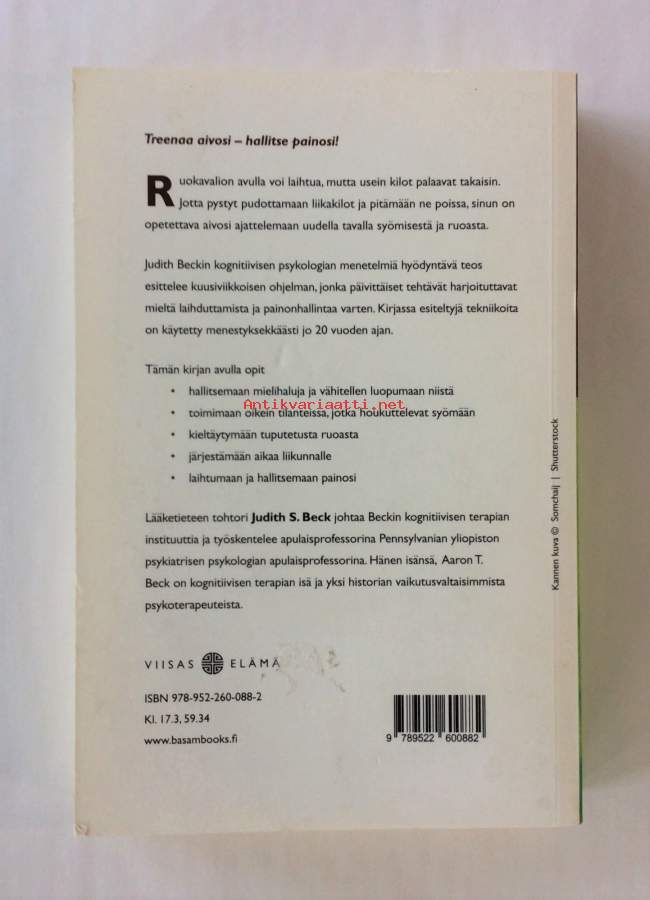 Treenaa aivosi – hallitse painosi!
Ruokavalion avulla voi laihtua, mutta usein kilot palaavat takaisin.
Jotta pystyt pudottamaan liikakilot ja pitämään ne poissa, sinun on
opetettava aivosi ajattelemaan uudella tavalla syömisestä ja ruoasta.
Judith Beckin kognitiivisen psykologian menetelmiä hyödyntävä teos
esittelee kuusiviikkoisen ohjelman, jonka päivittäiset tehtävät harjoituttavat
mieltä laihduttamista ja painonhallintaa varten. Kirjassa esiteltyjä tekniikoita
on käytetty menestyksekkäästi jo 20 vuoden ajan.
Tämän kirjan avulla opit
• hallitsemaan mielihaluja ja vähitellen luopumaan niistä
Antikvariaatti.net
• toimimaan oikein tilanteissa, jotka houkuttelevat syömään
• kieltäytymään tuputetusta ruoasta
• järjestämään aikaa liikunnalle
• laihtumaan ja hallitsemaan painosi
Lääketieteen tohtori Judith S. Beck johtaa Beckin kognitiivisen terapian
instituuttia ja työskentelee apulaisprofessorina Pennsylvanian yliopiston
psykiatrisen psykologian apulaisprofessorina. Hänen isänsä, Aaron T.
Beck on kognitiivisen terapian isä ja yksi historian vaikutusvaltaisimmista
psykoterapeuteista.
VIISAS ELÄMÄ
ISBN 978-952-260-088-2
Kl. 17.3, 59.34
www.basambooks.fi
9 789522 600882
Kannen kuva © Somchaij | Shutterstock